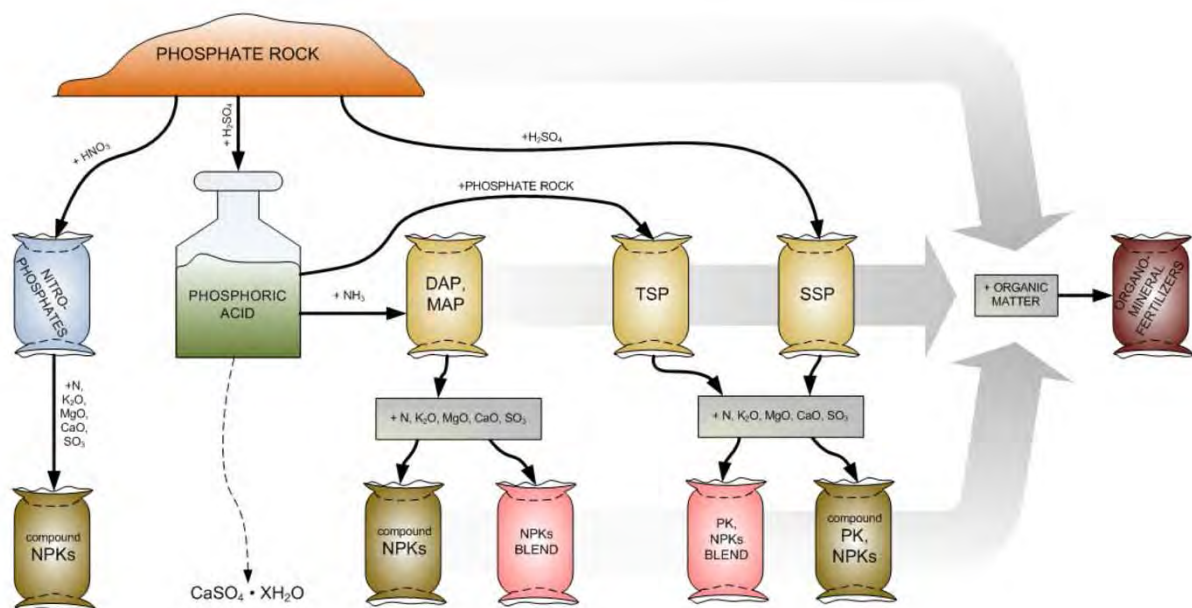 PHOSPHATE ROCK
+ HNO₃
+ H₂SO₄
+H₂SO₄
+PHOSPHATE ROCK
NITRO-
PHOSPHATES
PHOSPHORIC
ACID
+ NH₃
DAP,
MAP
TSP
SSP
+ ORGANIC
MATTER
ORGANO-
MINERAL
FERTILIZERS
+N,
K₂O,
MgO,
CaO,
SO₃
+ N, K₂O, MgO, CaO, SO₃
+ N, K₂O, MgO, CaO, SO₃
compound
NPKs
compound
NPKs
NPKs
BLEND
PK,
NPKs
BLEND
compound
PK,
NPKs
CaSO₄ • XH₂O